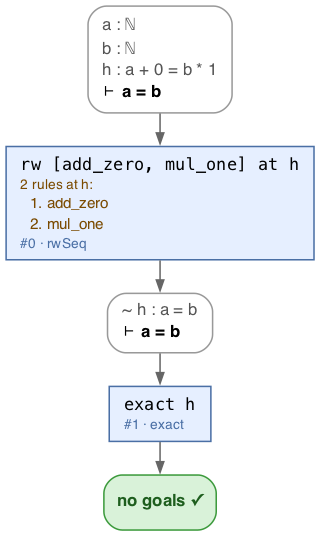 a : ℕ
b : ℕ
h : a + 0 = b * 1
⊢ a = b
rw [add_zero, mul_one] at h
2 rules at h:
1. add_zero
2. mul_one
#0 · rwSeq
~ h : a = b
⊢ a = b
exact h
#1 · exact
no goals ✓